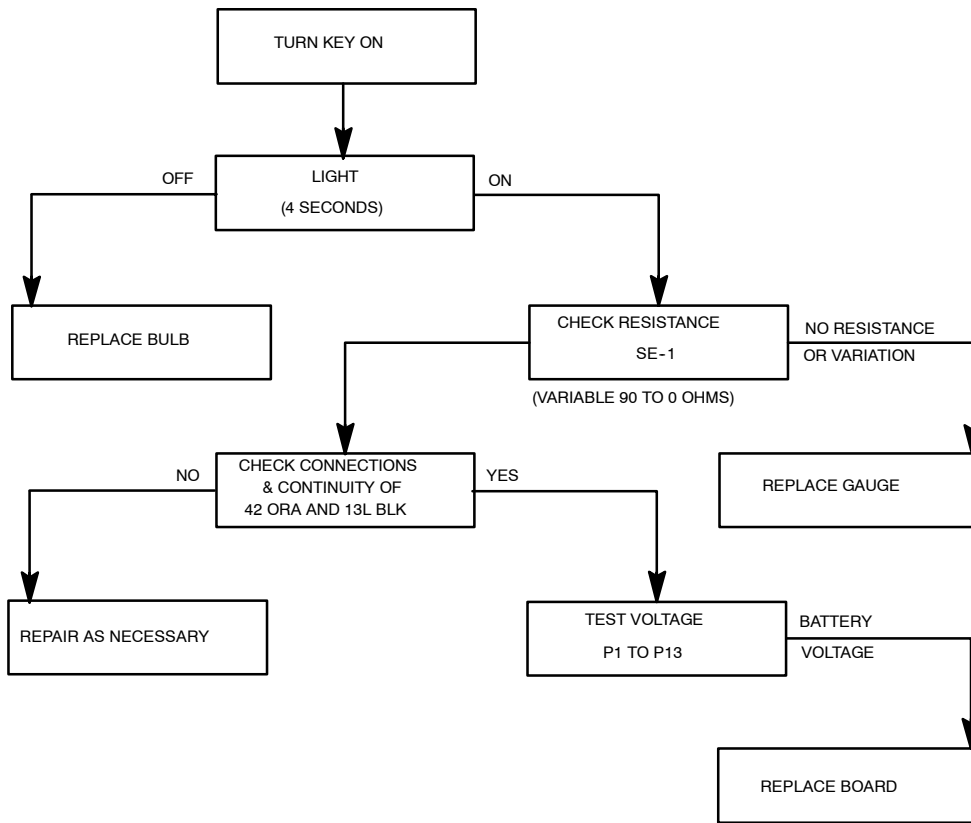 TURN KEY ON
OFF
LIGHT
(4 SECONDS)
ON
REPLACE BULB
CHECK RESISTANCE
SE-1
NO RESISTANCE
OR VARIATION
(VARIABLE 90 TO 0 OHMS)
NO
CHECK CONNECTIONS
& CONTINUITY OF
42 ORA AND 13L BLK
YES
REPLACE GAUGE
REPAIR AS NECESSARY
TEST VOLTAGE
P1 TO P13
BATTERY
VOLTAGE
REPLACE BOARD